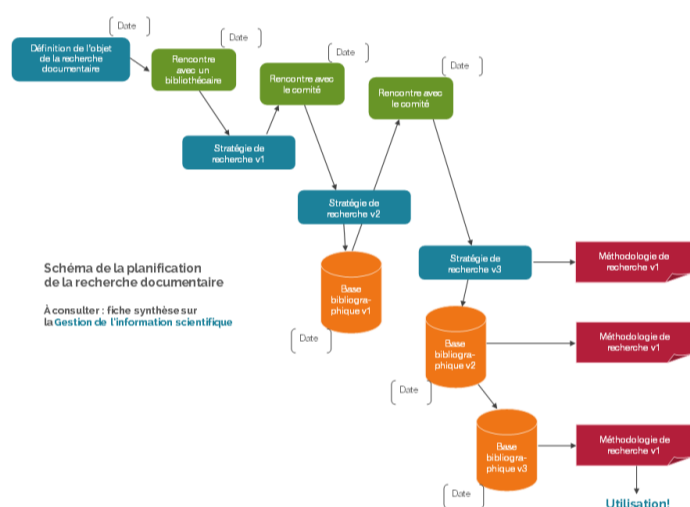 Date
Date
Date
Date
Définition de l'objet
de la recherche
documentaire
Rencontre
avec un
bibliothécaire
Rencontre avec
le comité
Rencontre avec
le comité
Stratégie de
recherche v1
Stratégie de
recherche v2
Stratégie de
recherche v3
Méthodologie de
recherche v1
Schéma de la planification
de la recherche documentaire
À consulter : fiche synthèse sur
la Gestion de l'information scientifique
Base
bibliogra-
phique v1
Date
Base
bibliogra-
phique v2
Méthodologie de
recherche v1
Date
Base
bibliogra-
phique v3
Méthodologie de
recherche v1
Date
Utilisation!